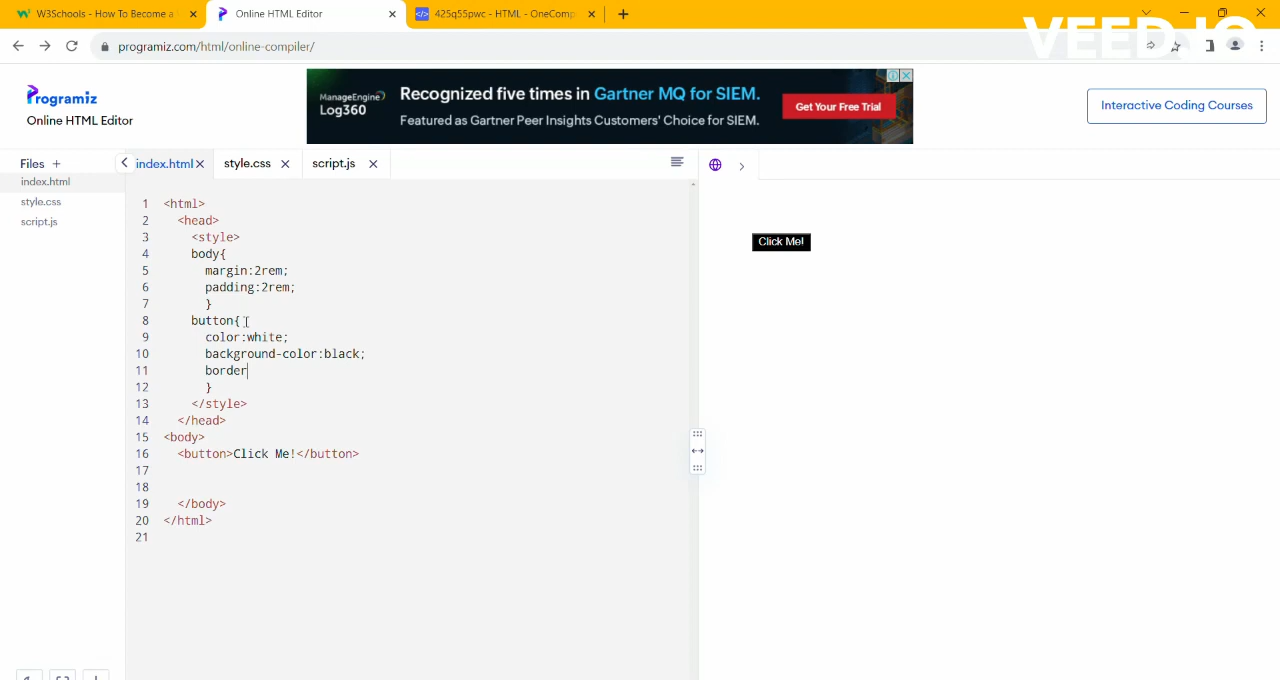 W3Schools - How To Become a
Online HTML Editor
425q55pwc - HTML - OneComp
VEED.IO
programiz.com/html/online-compiler/
Programiz
Online HTML Editor
ManageEngine
Log360
Recognized five times in Gartner MQ for SIEM.
Featured as Gartner Peer Insights Customers' Choice for SIEM.
Get Your Free Trial
Interactive Coding Courses
Files +
index.html
style.css
script.js
index.html
style.css
script.js
1 <html>
2 <head>
3 <style>
4 body{
5 margin:2rem;
6 padding:2rem;
7 }
8 button{
9 color:white;
10 background-color:black;
11 border
12 }
13 </style>
14 </head>
15 <body>
16 <button>Click Me!</button>
17
18
19 </body>
20 </html>
21
Click Me!